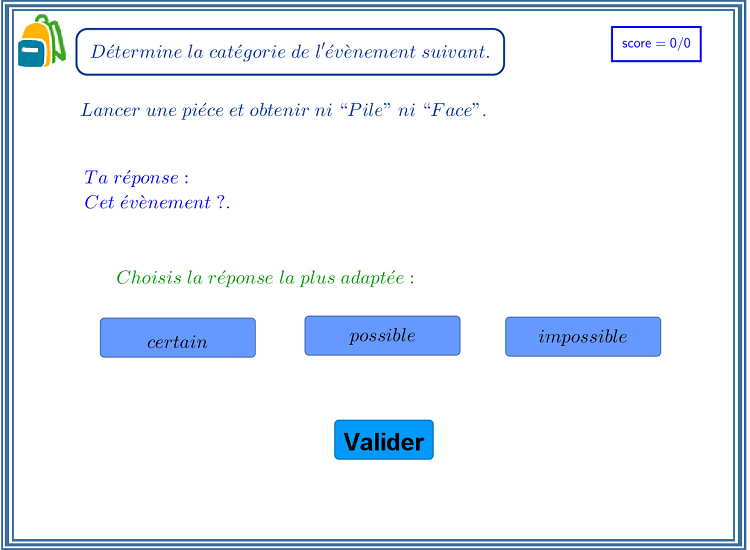 Détermine la catégorie de l'évènement suivant.
score = 0/0
Lancer une piéce et obtenir ni “Pile” ni “Face”.
Ta réponse :
Cet évènement ?.
Choisis la réponse la plus adaptée :
certain
possible
impossible
Valider